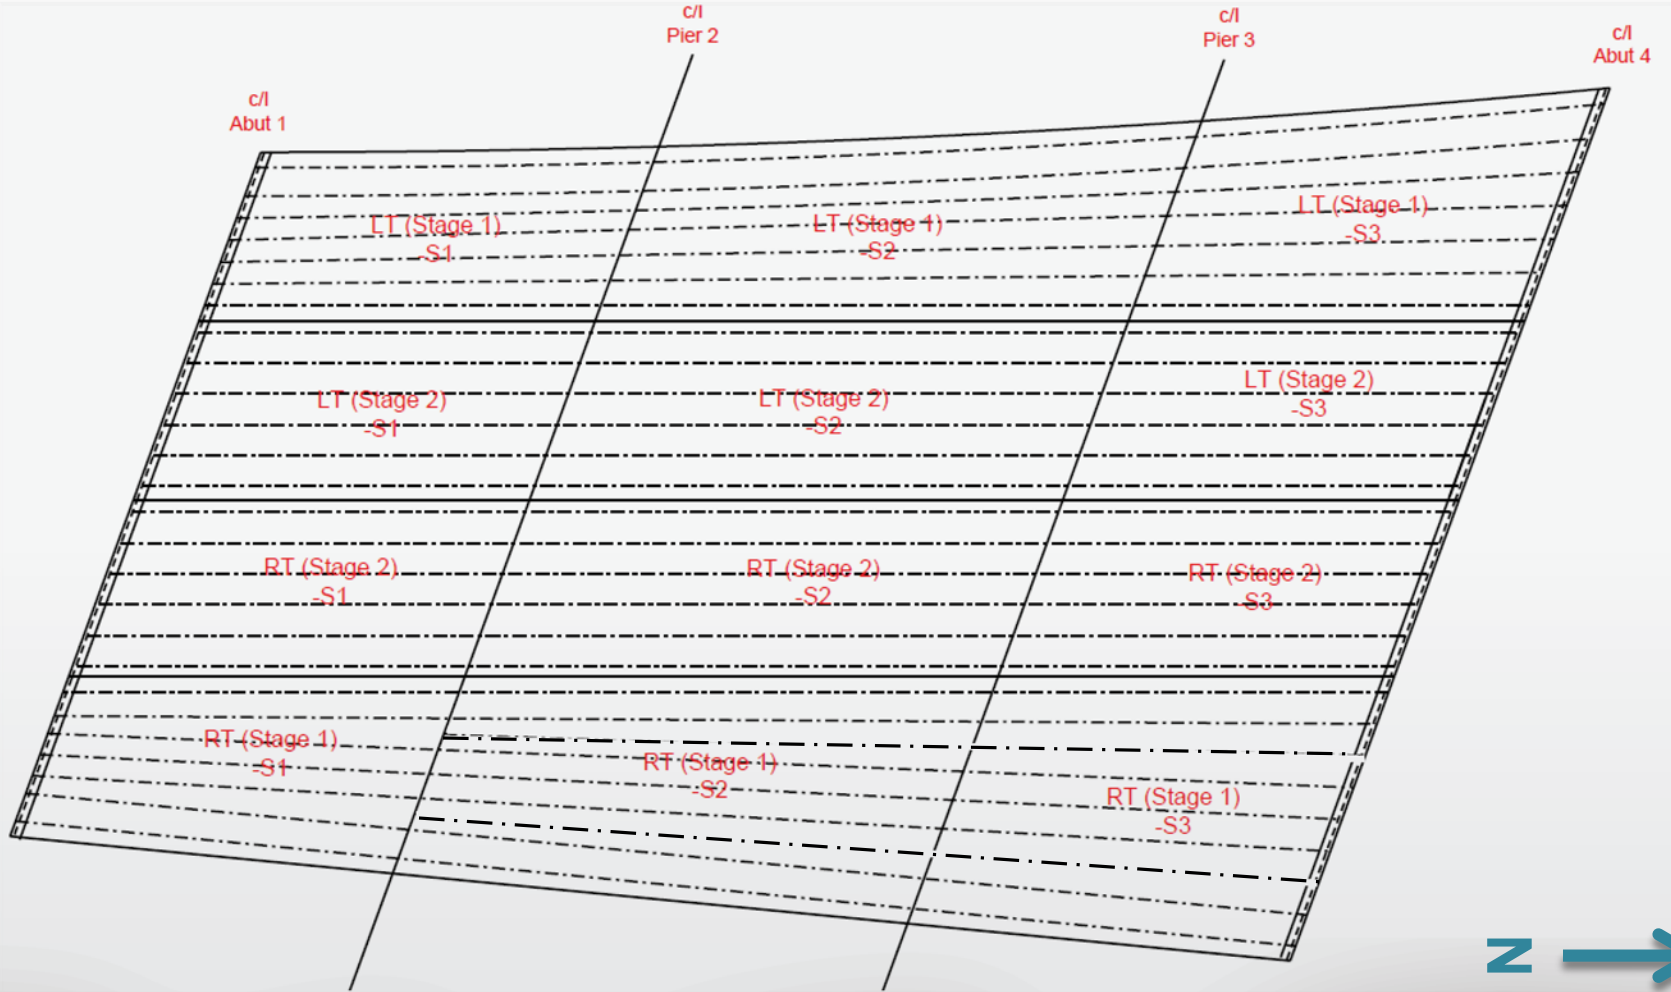 c/l
Pier 2
c/l
Pier 3
c/l
Abut 4
c/l
Abut 1
LT (Stage 1)
-S1
LT (Stage 1)
-S2
LT (Stage 1)
-S3
LT (Stage 2)
-S1
LT (Stage 2)
-S2
LT (Stage 2)
-S3
RT (Stage 2)
-S1
RT (Stage 2)
-S2
RT (Stage 2)
-S3
RT (Stage 1)
-S1
RT (Stage 1)
-S2
RT (Stage 1)
-S3
N